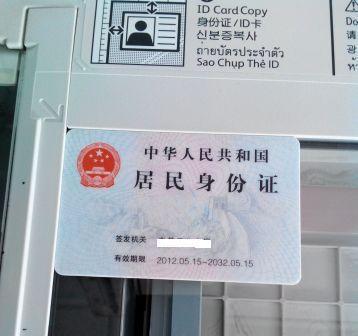 ID Card Copy
身份证/ID卡
신분증복사
ถ่ายบัตรประจำตัว
Sao Chụp Thẻ ID
Do
请
광
中华人民共和国
居民身份证
签发机关
有效期限 2012.05.15-2032.05.15